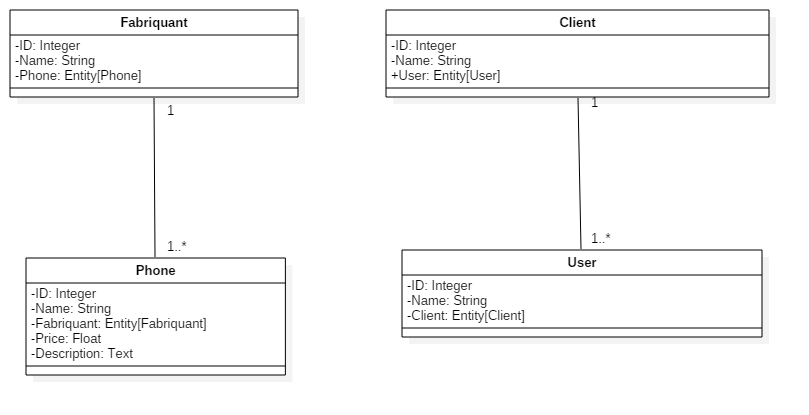 Fabriquant
-ID: Integer
-Name: String
-Phone: Entity[Phone]
1
1..*
Phone
-ID: Integer
-Name: String
-Fabriquant: Entity[Fabriquant]
-Price: Float
-Description: Text
Client
-ID: Integer
-Name: String
+User: Entity[User]
1
1..*
User
-ID: Integer
-Name: String
-Client: Entity[Client]